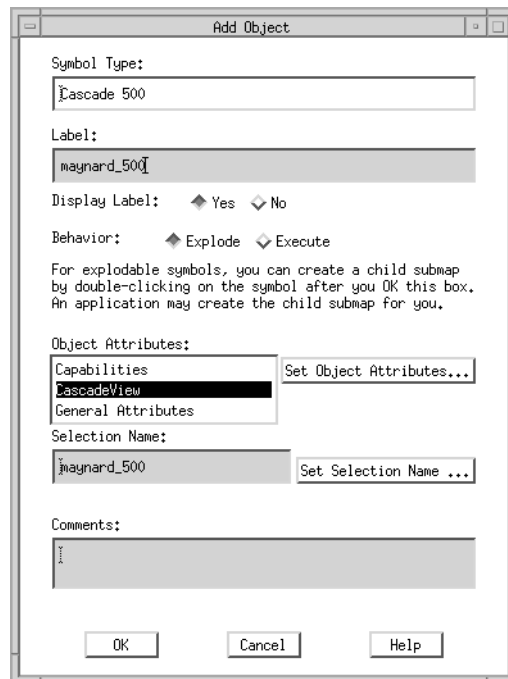 Add Object
Symbol Type:
Cascade 500
Label:
maynard_500
Display Label: Yes No
Behavior: Explode Execute
For explodable symbols, you can create a child submap
by double-clicking on the symbol after you OK this box.
An application may create the child submap for you.
Object Attributes:
Capabilities
CascadeView
General Attributes
Set Object Attributes...
Selection Name:
maynard_500
Set Selection Name ...
Comments:
OK Cancel Help